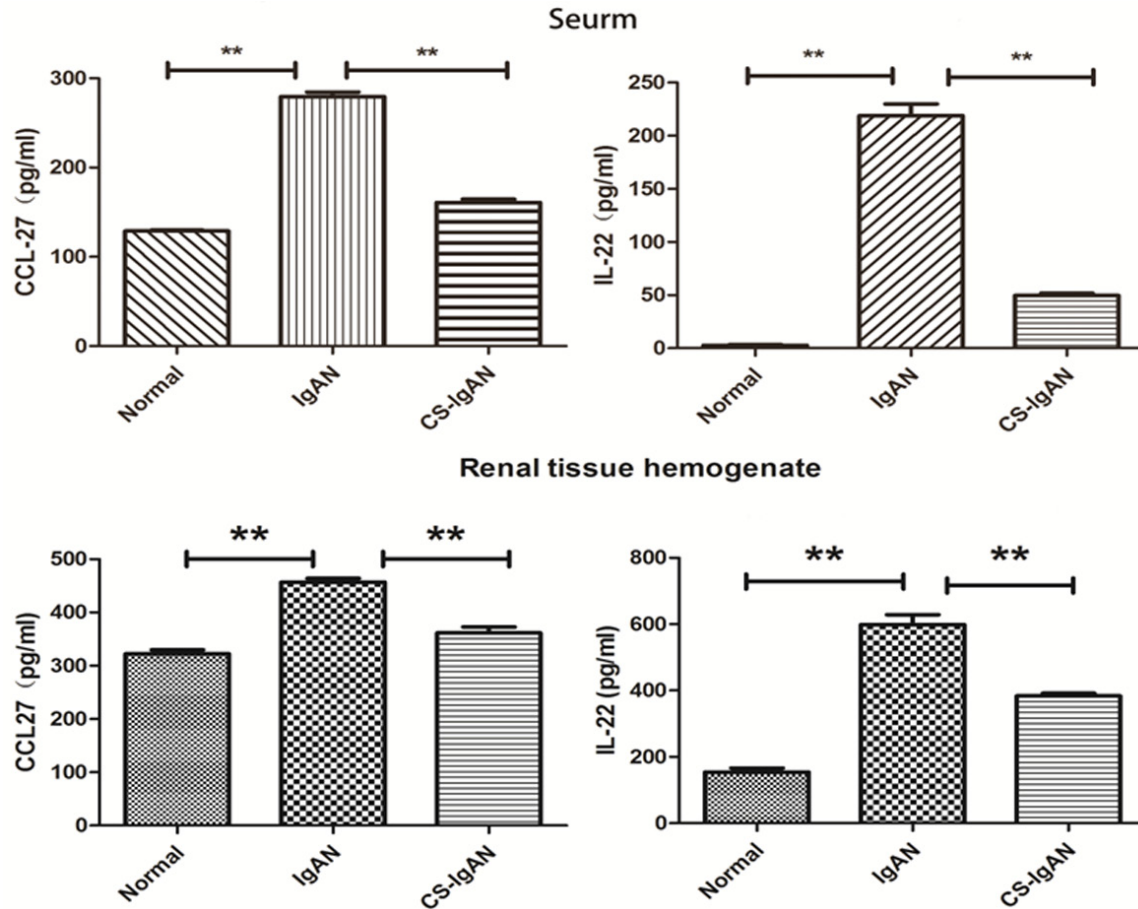 Seurm
** **
300
200
100
0
CCL-27（pg/ml)
Normal
IgAN
CS-IgAN
** **
250
200
150
100
50
0
IL-22（pg/ml)
Normal
IgAN
CS-IgAN
Renal tissue hemogenate
** **
500
400
300
200
100
0
CCL27（pg/ml)
Normal
IgAN
CS-IgAN
** **
800
600
400
200
0
IL-22 (pg/ml)
Normal
IgAN
CS-IgAN